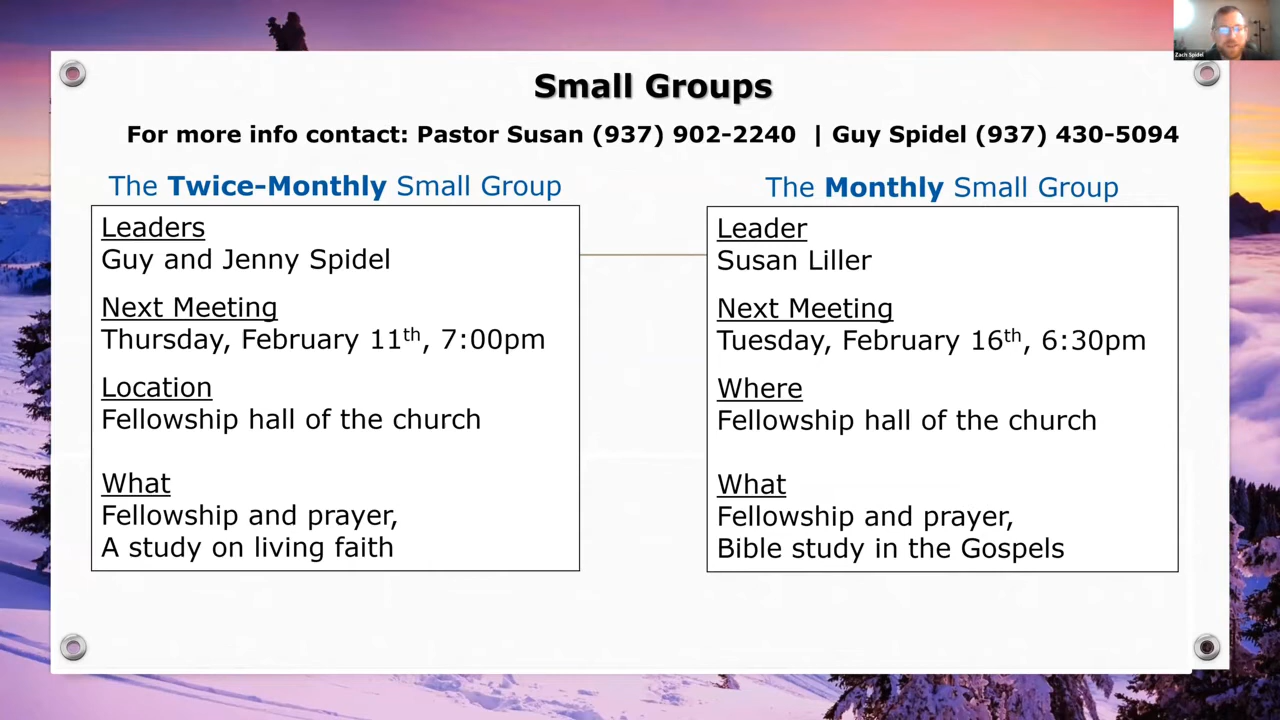 Zach Spidel
Small Groups
For more info contact: Pastor Susan (937) 902-2240 | Guy Spidel (937) 430-5094
The Twice-Monthly Small Group
Leaders
Guy and Jenny Spidel
Next Meeting
Thursday, February 11th, 7:00pm
Location
Fellowship hall of the church
What
Fellowship and prayer,
A study on living faith
The Monthly Small Group
Leader
Susan Liller
Next Meeting
Tuesday, February 16th, 6:30pm
Where
Fellowship hall of the church
What
Fellowship and prayer,
Bible study in the Gospels